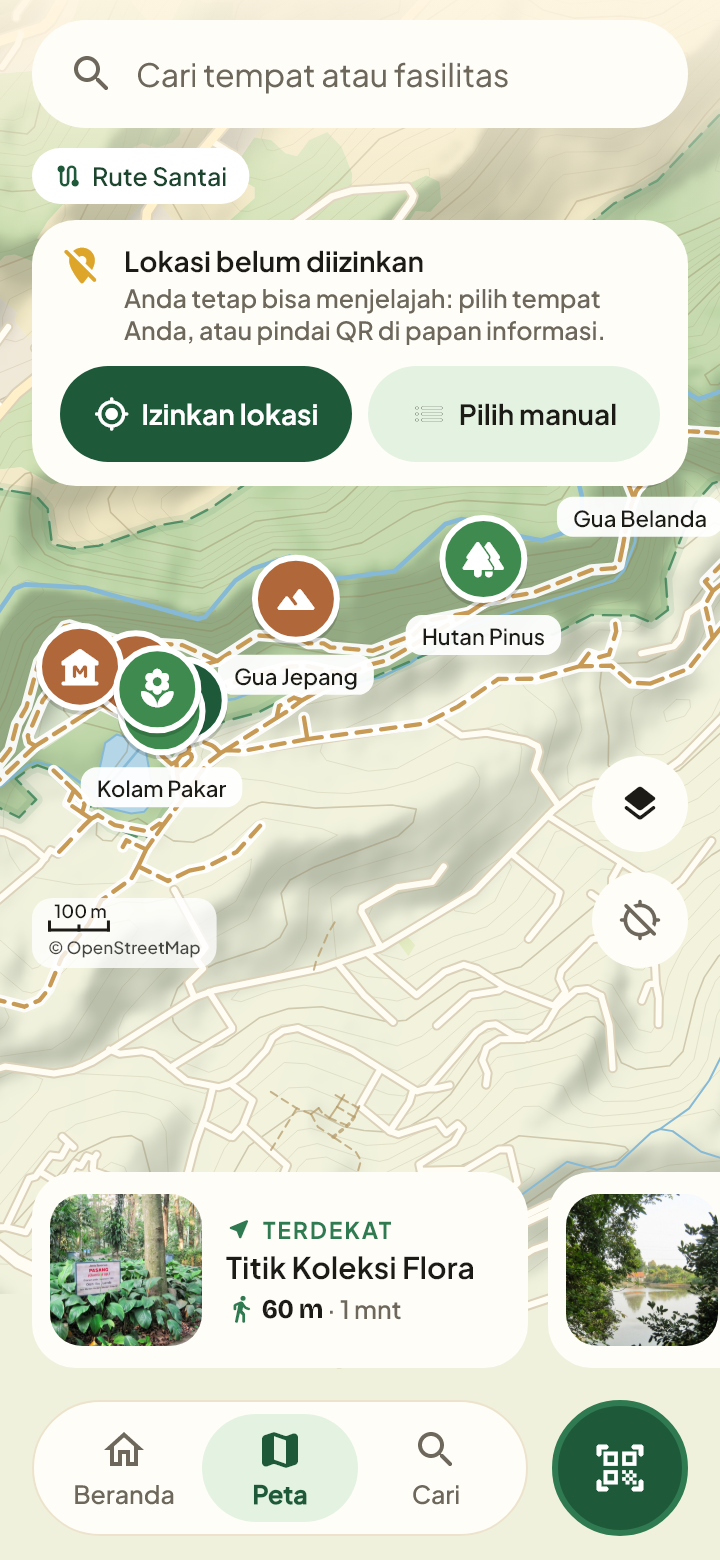 Cari tempat atau fasilitas
Rute Santai
Lokasi belum diizinkan
Anda tetap bisa menjelajah: pilih tempat
Anda, atau pindai QR di papan informasi.
Izinkan lokasi
Pilih manual
Gua Belanda
Hutan Pinus
Gua Jepang
M
Kolam Pakar
100 m
© OpenStreetMap
TERDEKAT
Titik Koleksi Flora
60 m · 1 mnt
Beranda
Peta
Cari